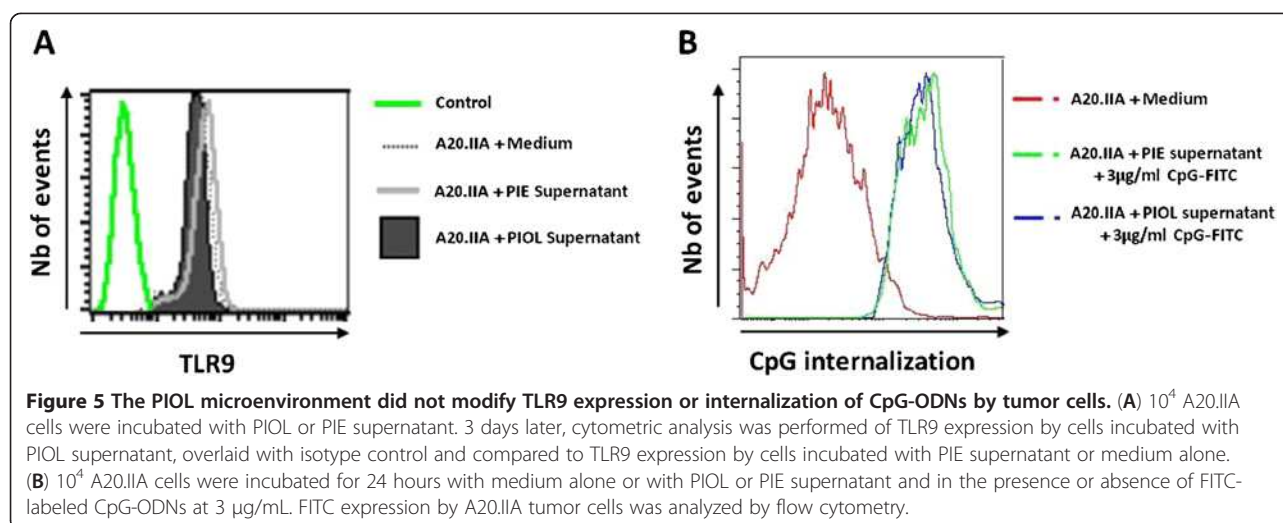 A
Nb of events
TLR9
Control
A20.IIA + Medium
A20.IIA + PIE Supernatant
A20.IIA + PIOL Supernatant
B
Nb of events
CpG internalization
A20.IIA + Medium
A20.IIA + PIE supernatant
+ 3µg/ml CpG-FITC
A20.IIA + PIOL supernatant
+ 3µg/ml CpG-FITC
Figure 5 The PIOL microenvironment did not modify TLR9 expression or internalization of CpG-ODNs by tumor cells. (A) 10⁴ A20.IIA
cells were incubated with PIOL or PIE supernatant. 3 days later, cytometric analysis was performed of TLR9 expression by cells incubated with
PIOL supernatant, overlaid with isotype control and compared to TLR9 expression by cells incubated with PIE supernatant or medium alone.
(B) 10⁴ A20.IIA cells were incubated for 24 hours with medium alone or with PIOL or PIE supernatant and in the presence or absence of FITC-
labeled CpG-ODNs at 3 µg/mL. FITC expression by A20.IIA tumor cells was analyzed by flow cytometry.